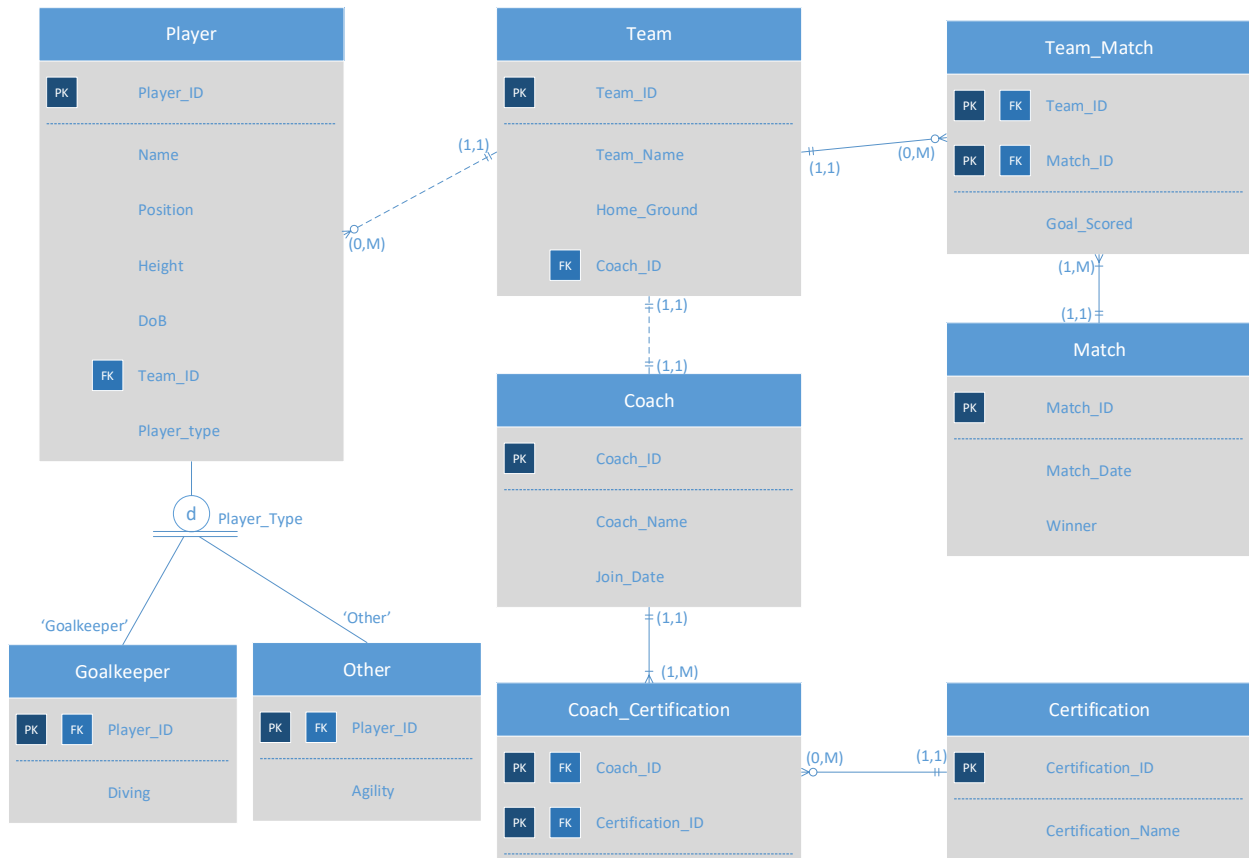 Player
PK Player_ID
Name
Position
Height
DoB
FK Team_ID
Player_type
(1,1)
(0,M)
Team
PK Team_ID
Team_Name
Home_Ground
FK Coach_ID
(1,1)
(0,M)
Team_Match
PK FK Team_ID
PK FK Match_ID
Goal_Scored
(1,M)
(1,1)
Match
PK Match_ID
Match_Date
Winner
(1,1)
(1,1)
Coach
PK Coach_ID
Coach_Name
Join_Date
(1,1)
(1,M)
d
Player_Type
‘Goalkeeper’
‘Other’
Goalkeeper
PK FK Player_ID
Diving
Other
PK FK Player_ID
Agility
Coach_Certification
PK FK Coach_ID
PK FK Certification_ID
(0,M)
(1,1)
Certification
PK Certification_ID
Certification_Name